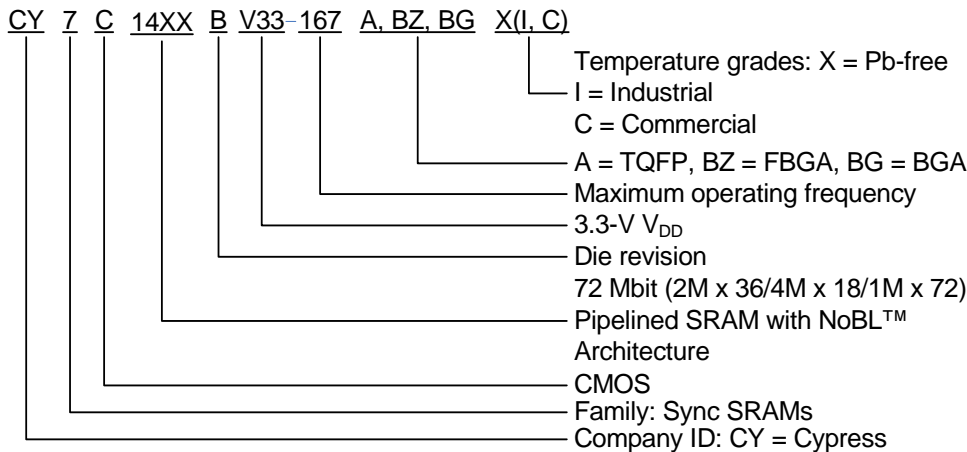 CY 7 C 14XX B V33-167 A, BZ, BG X(I, C)
Temperature grades: X = Pb-free
I = Industrial
C = Commercial
A = TQFP, BZ = FBGA, BG = BGA
Maximum operating frequency
3.3-V VDD
Die revision
72 Mbit (2M x 36/4M x 18/1M x 72)
Pipelined SRAM with NoBL™
Architecture
CMOS
Family: Sync SRAMs
Company ID: CY = Cypress